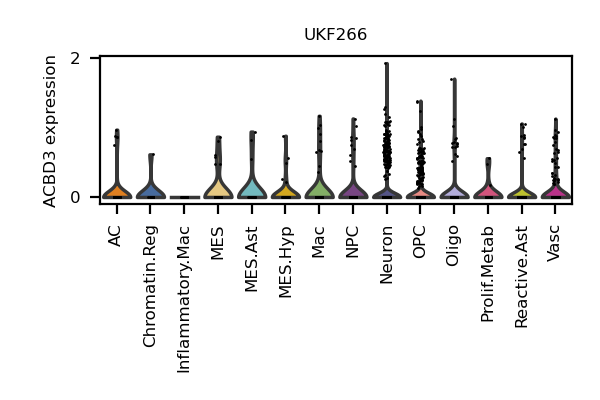 UKF266
ACBD3 expression
2
0
AC
Chromatin.Reg
Inflammatory.Mac
MES
MES.Ast
MES.Hyp
Mac
NPC
Neuron
OPC
Oligo
Prolif.Metab
Reactive.Ast
Vasc